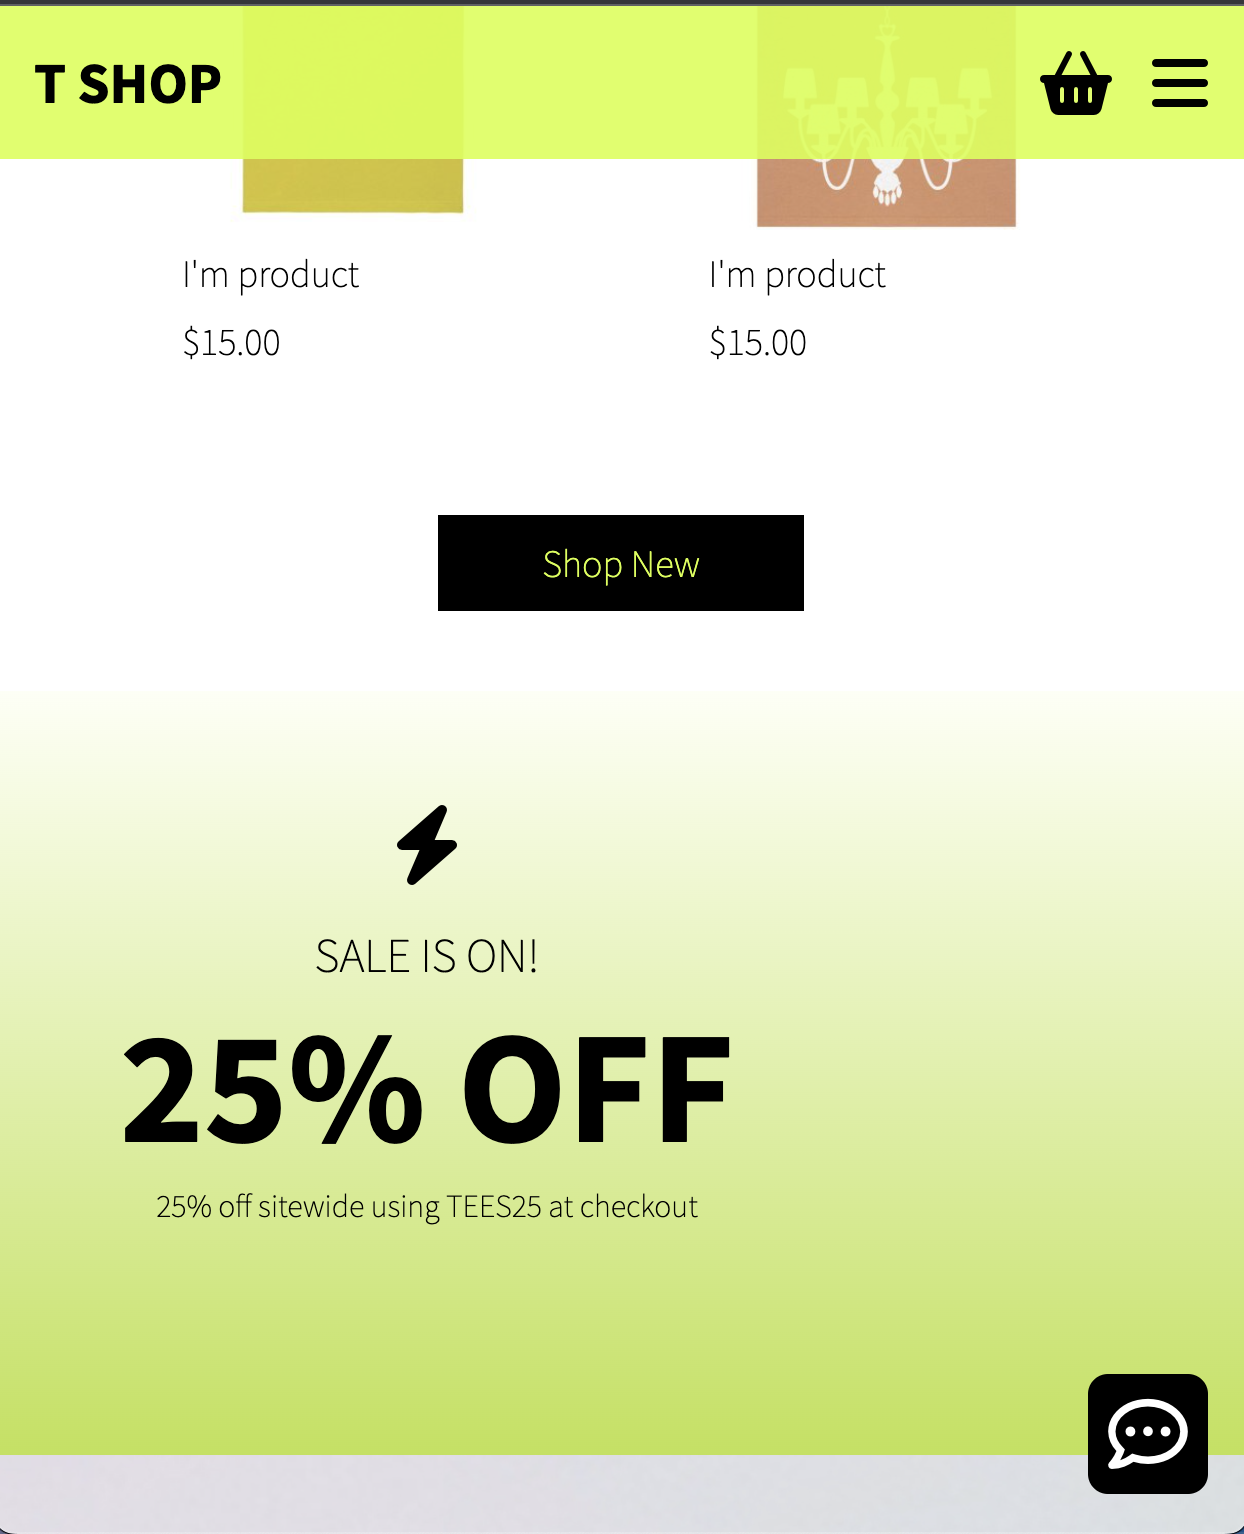 T SHOP
I'm product
$15.00
I'm product
$15.00
Shop New
SALE IS ON!
25% OFF
25% off sitewide using TEES25 at checkout